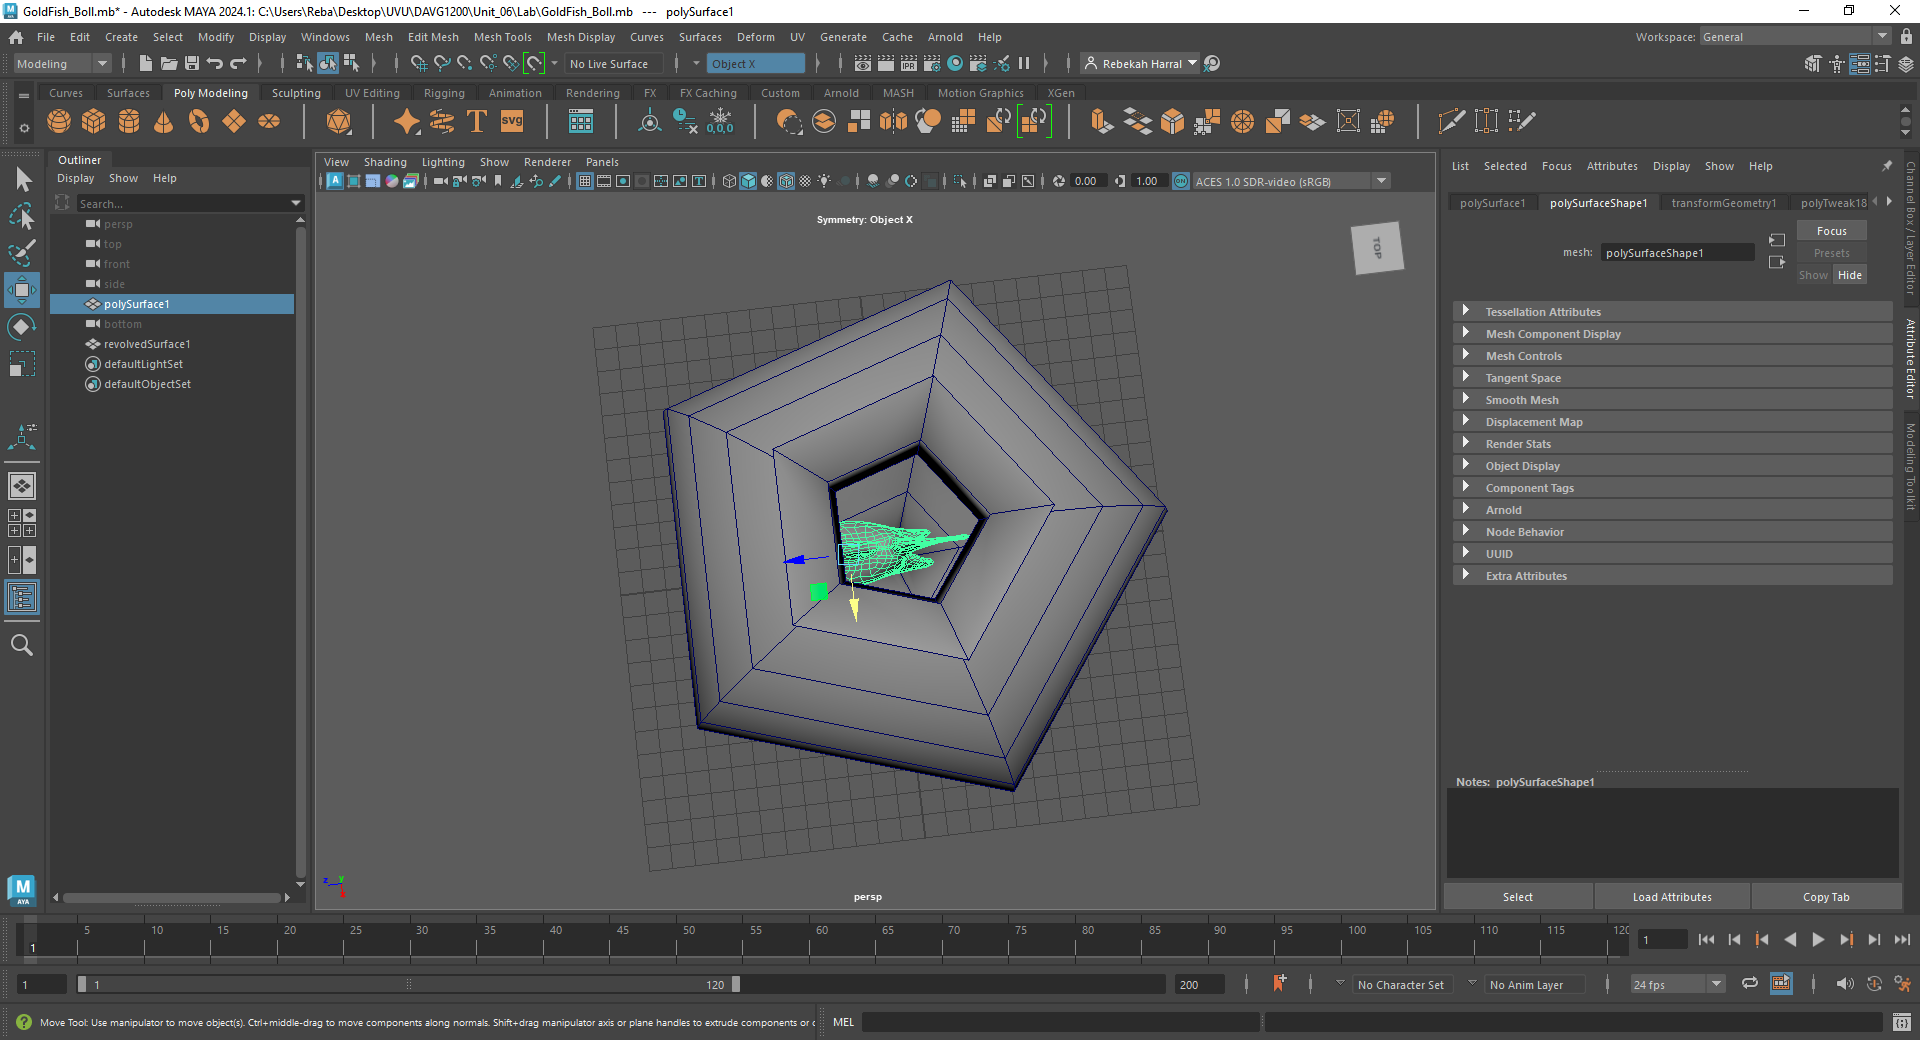 GoldFish_Boll.mb* - Autodesk MAYA 2024.1: C:\Users\Reba\Desktop\UVU\DAVG1200\Unit_06\Lab\GoldFish_Boll.mb --- polySurface1
File Edit Create Select Modify Display Windows Mesh Edit Mesh Mesh Tools Mesh Display Curves Surfaces Deform UV Generate Cache Arnold Help
Workspace: General
Modeling No Live Surface Object X Rebekah Harral
Curves Surfaces Poly Modeling Sculpting UV Editing Rigging Animation Rendering FX FX Caching Custom Arnold MASH Motion Graphics XGen
svg
0,0,0
IPR
Outliner
Display Show Help
Search...
persp
top
front
side
polySurface1
bottom
revolvedSurface1
defaultLightSet
defaultObjectSet
View Shading Lighting Show Renderer Panels
0.00 1.00 ON ACES 1.0 SDR-video (sRGB)
Symmetry: Object X
TOP
persp
z y x
List Selected Focus Attributes Display Show Help
polySurface1 polySurfaceShape1 transformGeometry1 polyTweak18
mesh: polySurfaceShape1
Focus
Presets
Show Hide
Tessellation Attributes
Mesh Component Display
Mesh Controls
Tangent Space
Smooth Mesh
Displacement Map
Render Stats
Object Display
Component Tags
Arnold
Node Behavior
UUID
Extra Attributes
Notes: polySurfaceShape1
Select Load Attributes Copy Tab
Channel Box / Layer Editor
Attribute Editor
Modeling Toolkit
M
AYA
5 10 15 20 25 30 35 40 45 50 55 60 65 70 75 80 85 90 95 100 105 110 115 120
1
1
1 1 120 200 No Character Set No Anim Layer 24 fps
Move Tool: Use manipulator to move object(s). Ctrl+middle-drag to move components along normals. Shift+drag manipulator axis or plane handles to extrude components or c
MEL